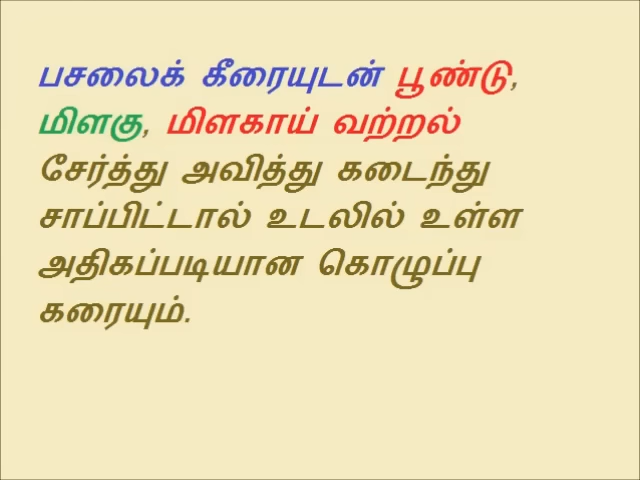 பசலைக் கீரையுடன் பூண்டு,
மிளகு, மிளகாய் வற்றல்
சேர்த்து அவித்து கடைந்து
சாப்பிட்டால் உடலில் உள்ள
அதிகப்படியான கொழுப்பு
கரையும்.